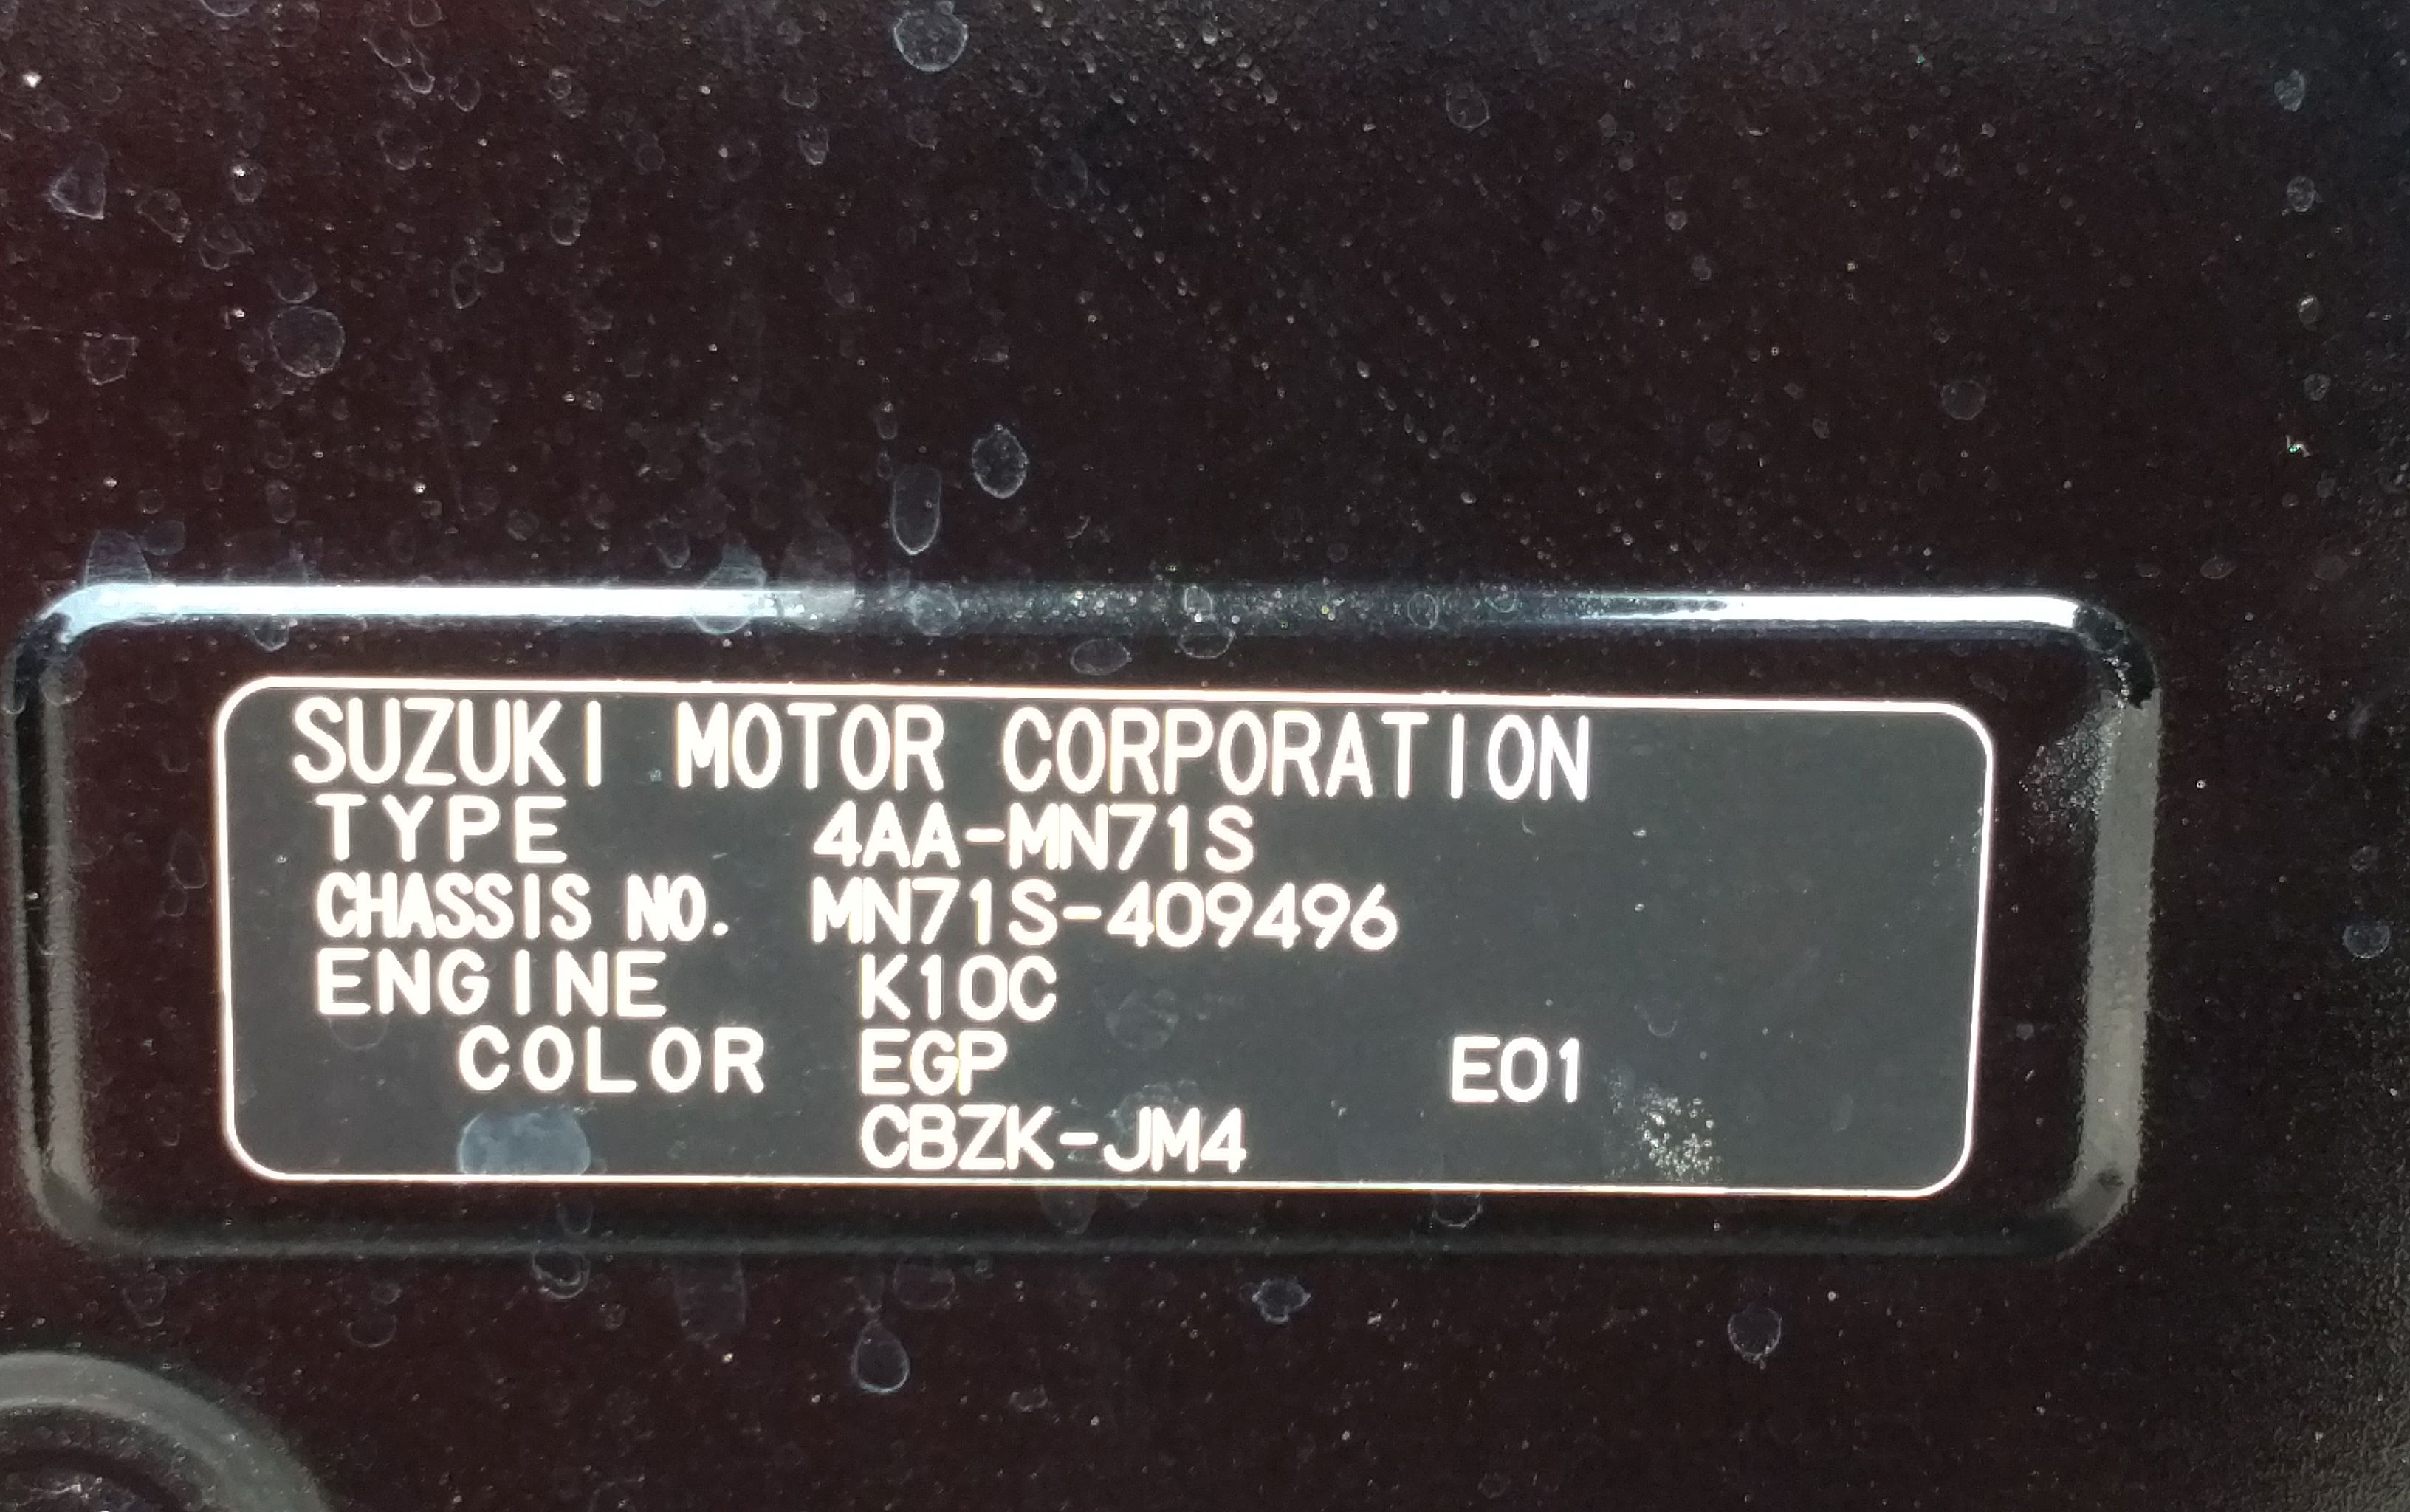 SUZUKI MOTOR CORPORATION
TYPE 4AA-MN71S
CHASSIS NO. MN71S-409496
ENGINE K10C
COLOR EGP E01
CBZK-JM4